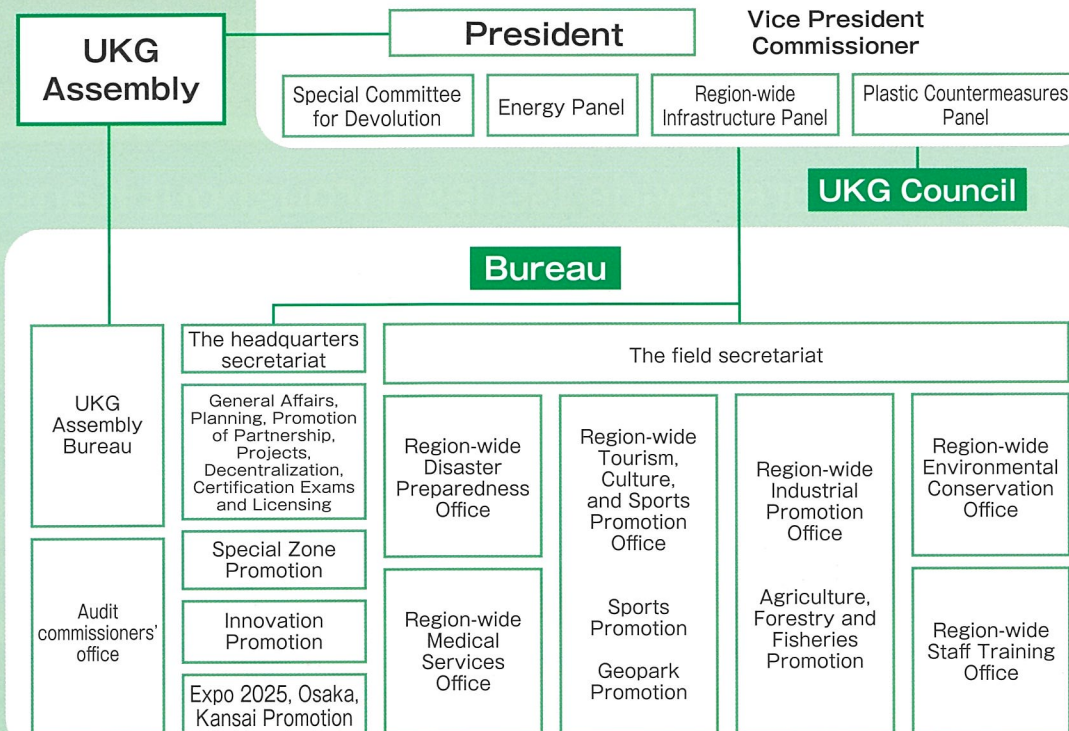 UKG
Assembly
President
Vice President
Commissioner
Special Committee
for Devolution
Energy Panel
Region-wide
Infrastructure Panel
Plastic Countermeasures
Panel
UKG Council
Bureau
UKG
Assembly
Bureau
Audit
commissioners'
office
The headquarters
secretariat
General Affairs,
Planning, Promotion
of Partnership,
Projects,
Decentralization,
Certification Exams
and Licensing
Special Zone
Promotion
Innovation
Promotion
Expo 2025, Osaka,
Kansai Promotion
The field secretariat
Region-wide
Disaster
Preparedness
Office
Region-wide
Medical
Services
Office
Region-wide
Tourism,
Culture,
and Sports
Promotion
Office
Sports
Promotion
Geopark
Promotion
Region-wide
Industrial
Promotion
Office
Agriculture,
Forestry and
Fisheries
Promotion
Region-wide
Environmental
Conservation
Office
Region-wide
Staff Training
Office